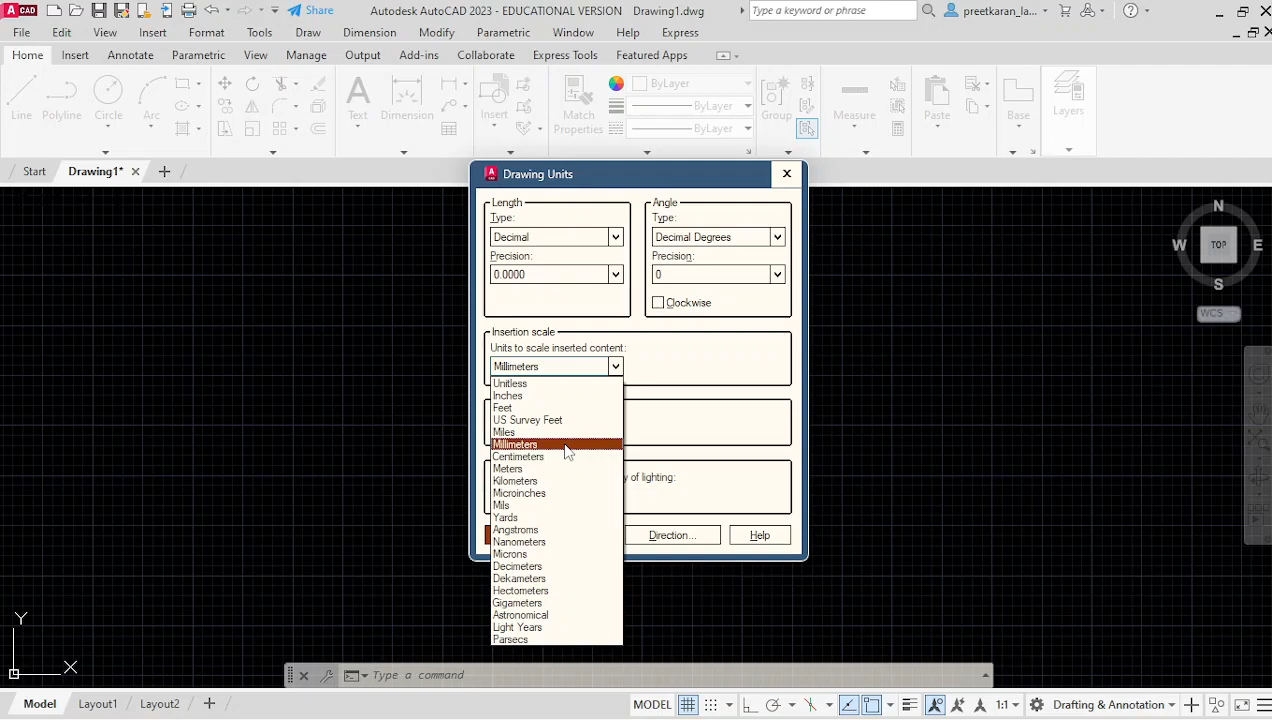 CAD
Share
Autodesk AutoCAD 2023 - EDUCATIONAL VERSION Drawing1.dwg
Type a keyword or phrase
preetkaran_la...
File Edit View Insert Format Tools Draw Dimension Modify Parametric Window Help Express
Home Insert Annotate Parametric View Manage Output Add-ins Collaborate Express Tools Featured Apps
ByLayer
ByLayer
ByLayer
Line Polyline Circle Arc Text Dimension Insert Match Properties Group Measure Paste Base Layers
Start Drawing1*
Drawing Units
Length
Type:
Decimal
Precision:
0.0000
Angle
Type:
Decimal Degrees
Precision:
0
Clockwise
Insertion scale
Units to scale inserted content:
Millimeters
Unitless
Inches
Feet
US Survey Feet
Miles
Millimeters
Centimeters
Meters
Kilometers
Microinches
Mils
Yards
Angstroms
Nanometers
Microns
Decimeters
Dekameters
Hectometers
Gigameters
Astronomical
Light Years
Parsecs
of lighting:
Direction... Help
N
W TOP E
S
WCS
Y
X
Type a command
Model Layout1 Layout2
MODEL 1:1 Drafting & Annotation